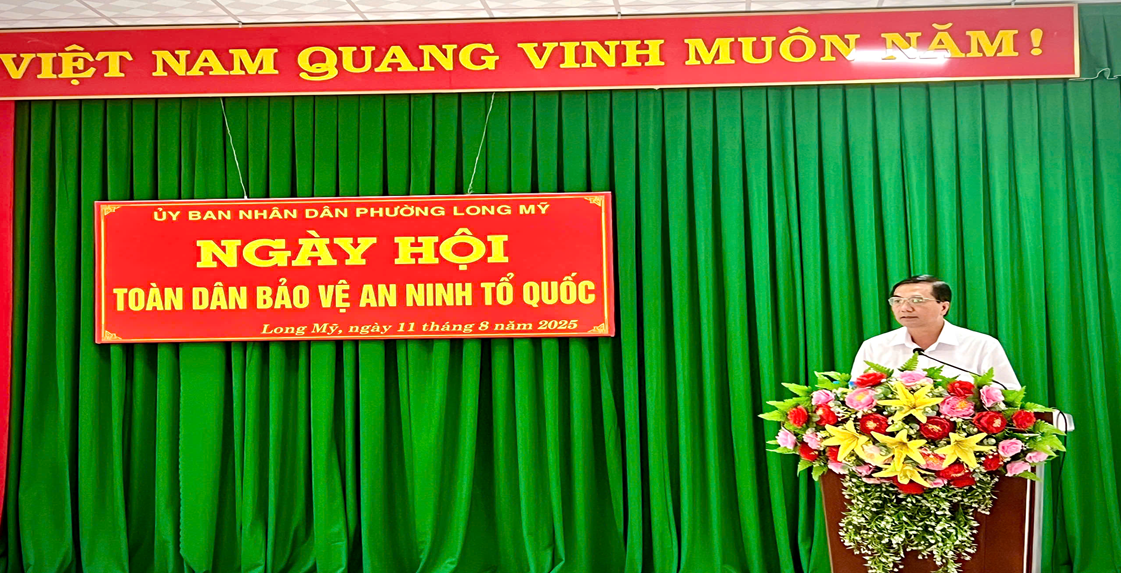 VIỆT NAM QUANG VINH MUÔN NĂM!
ỦY BAN NHÂN DÂN PHƯỜNG LONG MỸ
NGÀY HỘI
TOÀN DÂN BẢO VỆ AN NINH TỔ QUỐC
Long Mỹ, ngày 11 tháng 8 năm 2025